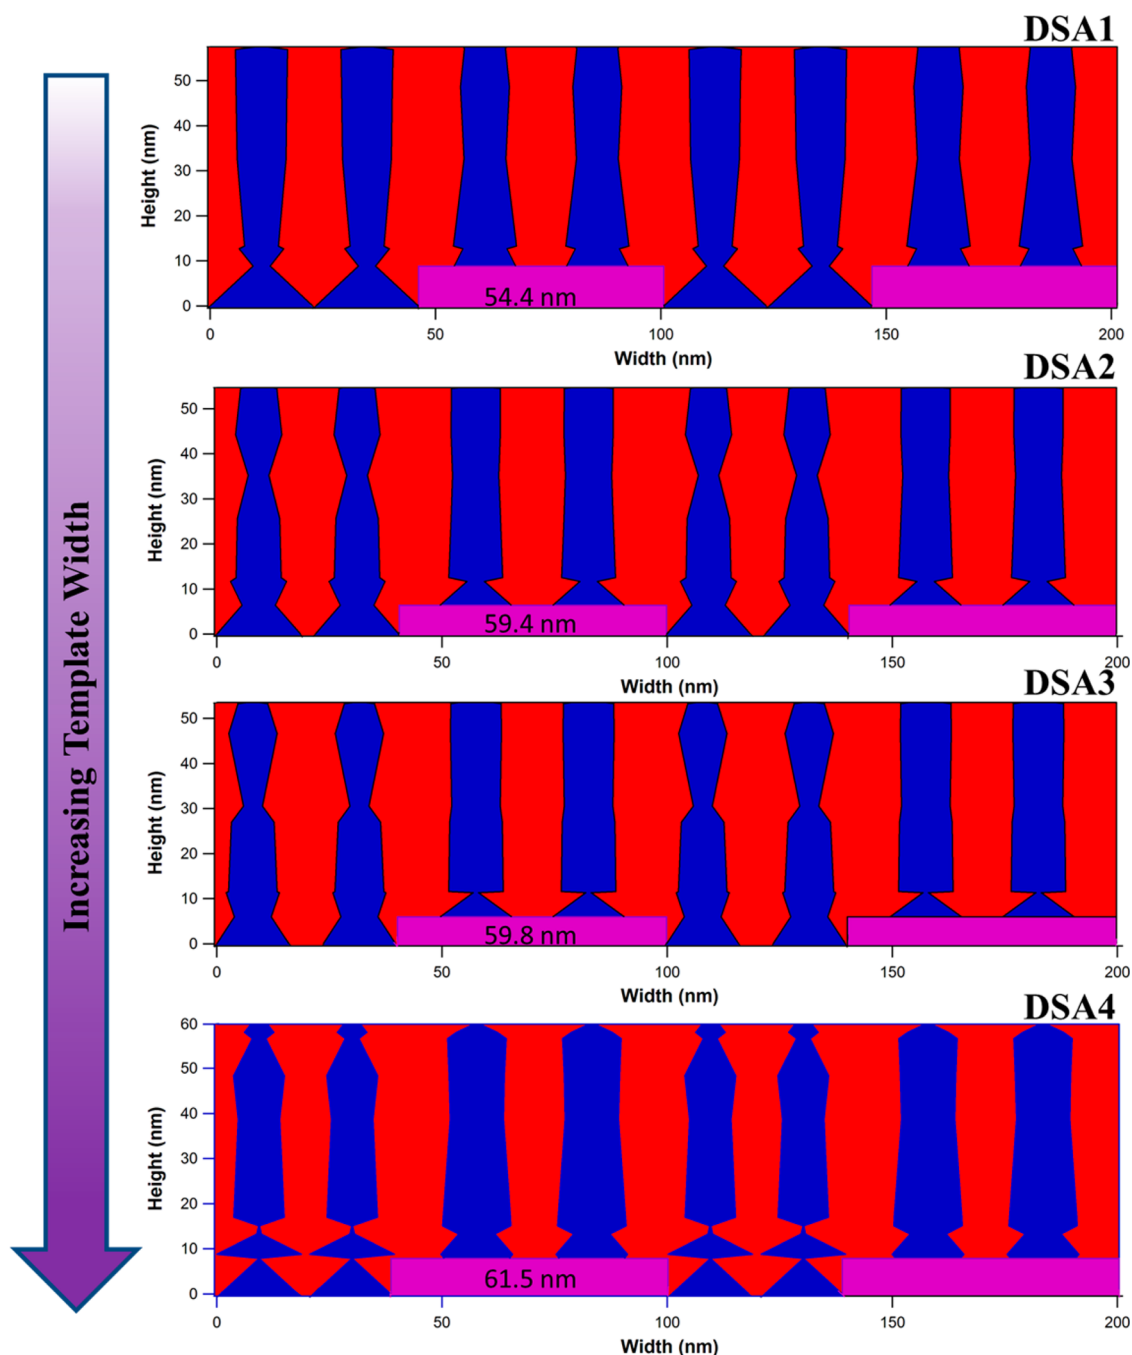 DSA1
Height (nm)
50
40
30
20
10
0
54.4 nm
0 50 100 150 200
Width (nm)
DSA2
Height (nm)
50
40
30
20
10
0
59.4 nm
0 50 100 150 200
Width (nm)
DSA3
Height (nm)
50
40
30
20
10
0
59.8 nm
0 50 100 150 200
Width (nm)
DSA4
Height (nm)
60
50
40
30
20
10
0
61.5 nm
0 50 100 150 200
Width (nm)
Increasing Template Width